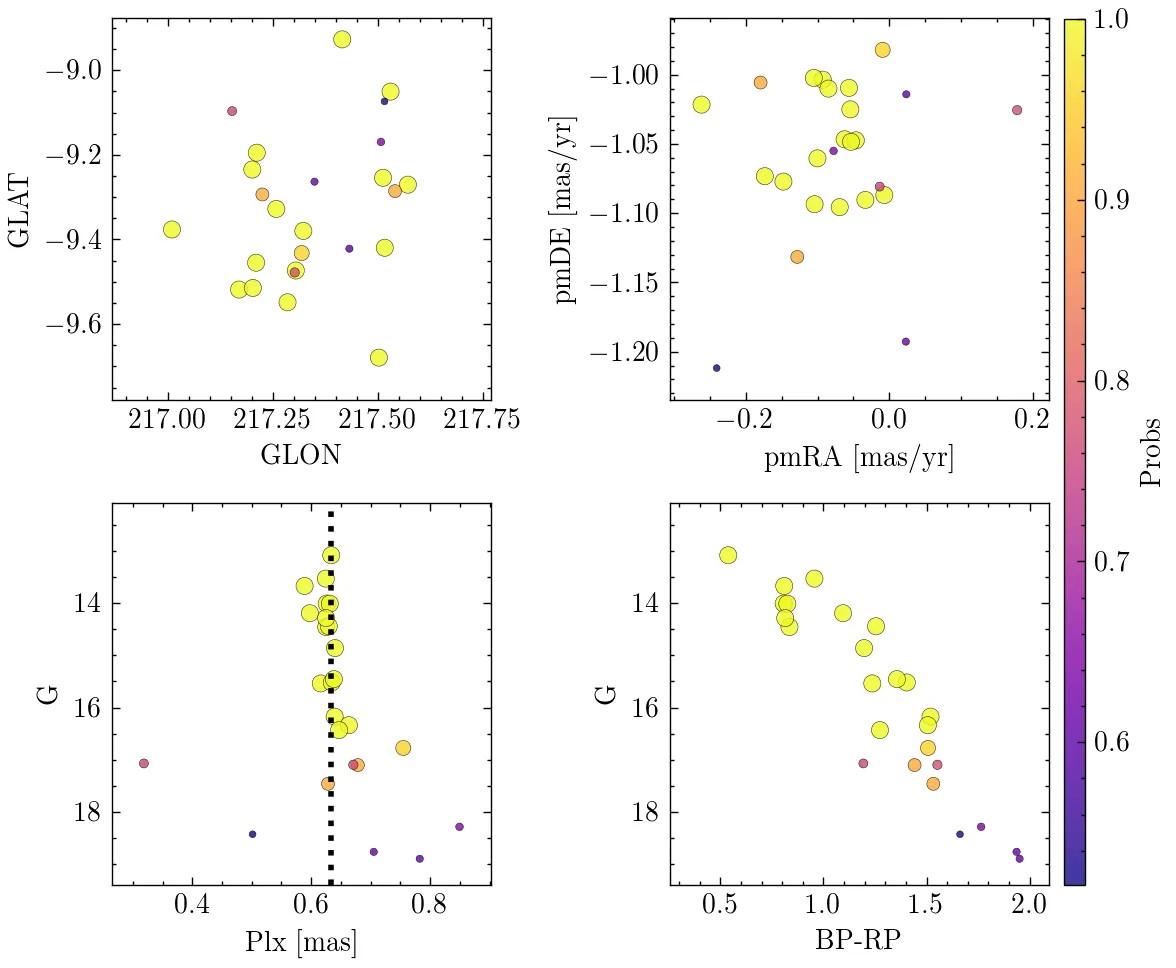 −9.0
−9.2
−9.4
−9.6
GLAT
217.00 217.25 217.50 217.75
GLON
−1.00
−1.05
−1.10
−1.15
−1.20
pmDE [mas/yr]
−0.2 0.0 0.2
pmRA [mas/yr]
1.0
0.9
0.8
0.7
0.6
Probs
14
16
18
G
0.4 0.6 0.8
Plx [mas]
14
16
18
G
0.5 1.0 1.5 2.0
BP-RP